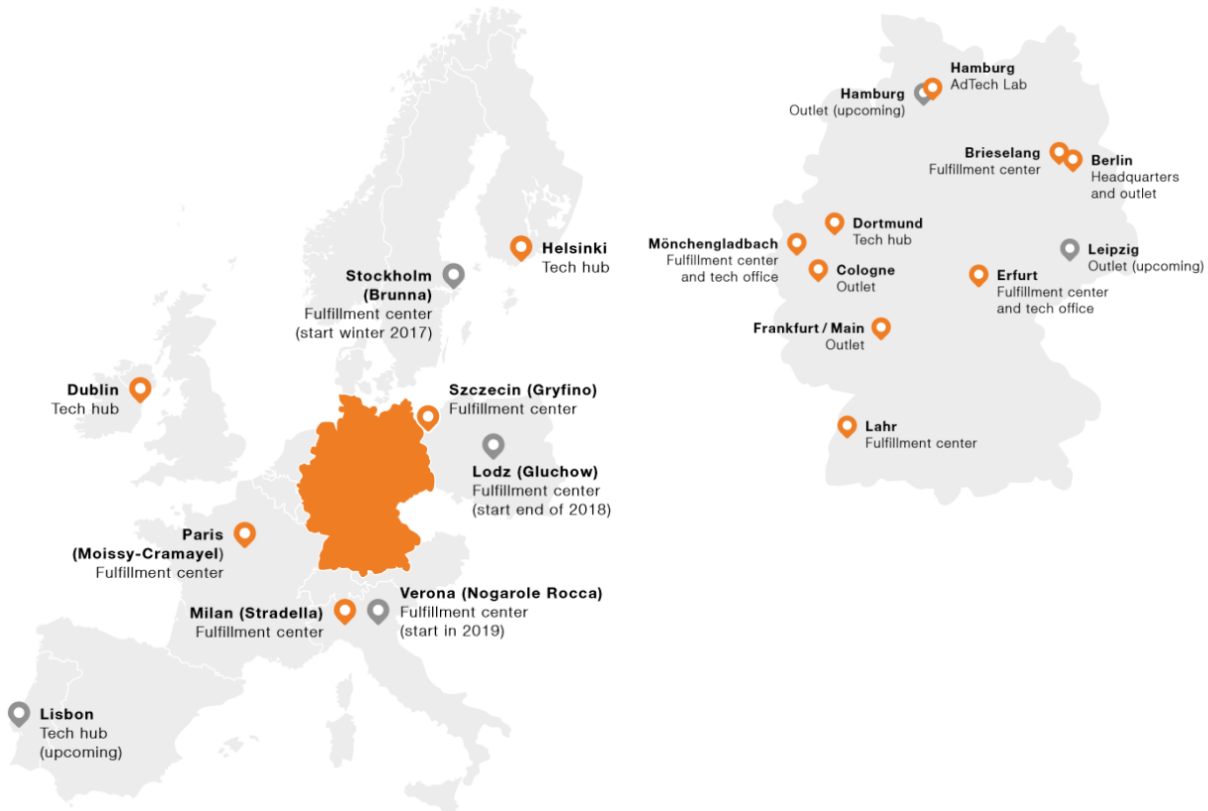 Helsinki
Tech hub
Stockholm
(Brunna)
Fulfillment center
(start winter 2017)
Dublin
Tech hub
Szczecin (Gryfino)
Fulfillment center
Lodz (Gluchow)
Fulfillment center
(start end of 2018)
Paris
(Moissy-Cramayel)
Fulfillment center
Verona (Nogarole Rocca)
Fulfillment center
(start in 2019)
Milan (Stradella)
Fulfillment center
Lisbon
Tech hub
(upcoming)
Hamburg
AdTech Lab
Hamburg
Outlet (upcoming)
Brieselang
Fulfillment center
Berlin
Headquarters
and outlet
Dortmund
Tech hub
Mönchengladbach
Fulfillment center
and tech office
Cologne
Outlet
Leipzig
Outlet (upcoming)
Erfurt
Fulfillment center
and tech office
Frankfurt / Main
Outlet
Lahr
Fulfillment center